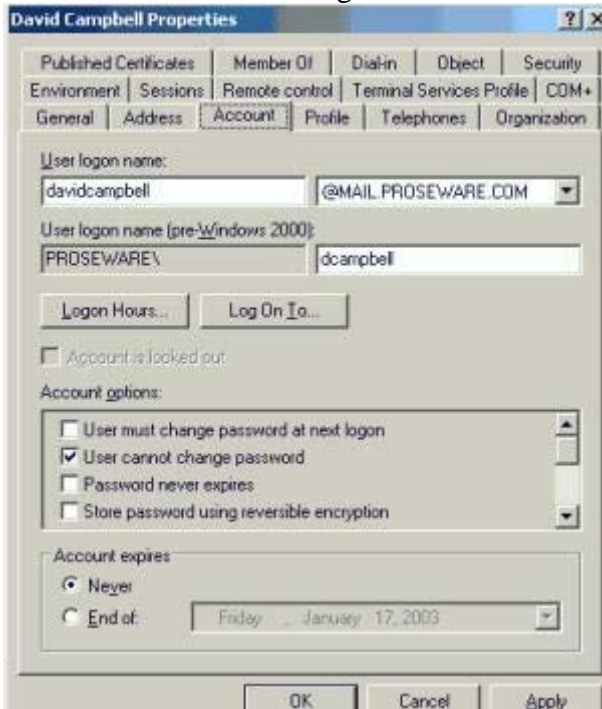 David Campbell Properties
Published Certificates Member Of Dial-in Object Security
Environment Sessions Remote control Terminal Services Profile COM+
General Address Account Profile Telephones Organization
User logon name:
davidcampbell @MAIL.PROSEWARE.COM
User logon name (pre-Windows 2000):
PROSEWARE\ dcampbell
Logon Hours... Log On To...
Account is locked out
Account options:
User must change password at next logon
User cannot change password
Password never expires
Store password using reversible encryption
Account expires
Never
End of: Friday , January 17, 2003
OK Cancel Apply